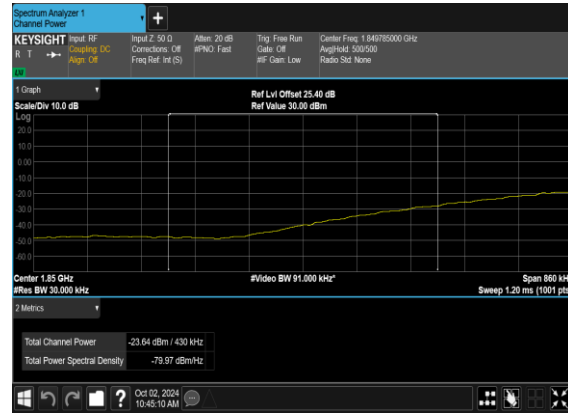 Spectrum Analyzer 1
Channel Power
+
KEYSIGHT Input: RF Input Z: 50 Ω Atten: 20 dB Trig: Free Run Center Freq: 1.849785000 GHz
R T Coupling: DC Corrections: Off #PNO: Fast Gate: Off Avg|Hold: 500/500
Align: Off Freq Ref: Int (S) #IF Gain: Low Radio Std: None
1 Graph
Ref Lvl Offset 25.40 dB
Scale/Div 10.0 dB Ref Value 30.00 dBm
Log
20.0
10.0
0.00
-10.0
-20.0
-30.0
-40.0
-50.0
-60.0
Center 1.85 GHz #Video BW 91.000 kHz* Span 860 kH
#Res BW 30.000 kHz Sweep 1.20 ms (1001 pts
2 Metrics
Total Channel Power -23.64 dBm / 430 kHz
Total Power Spectral Density -79.97 dBm/Hz
? Oct 02, 2024
10:45:10 AM